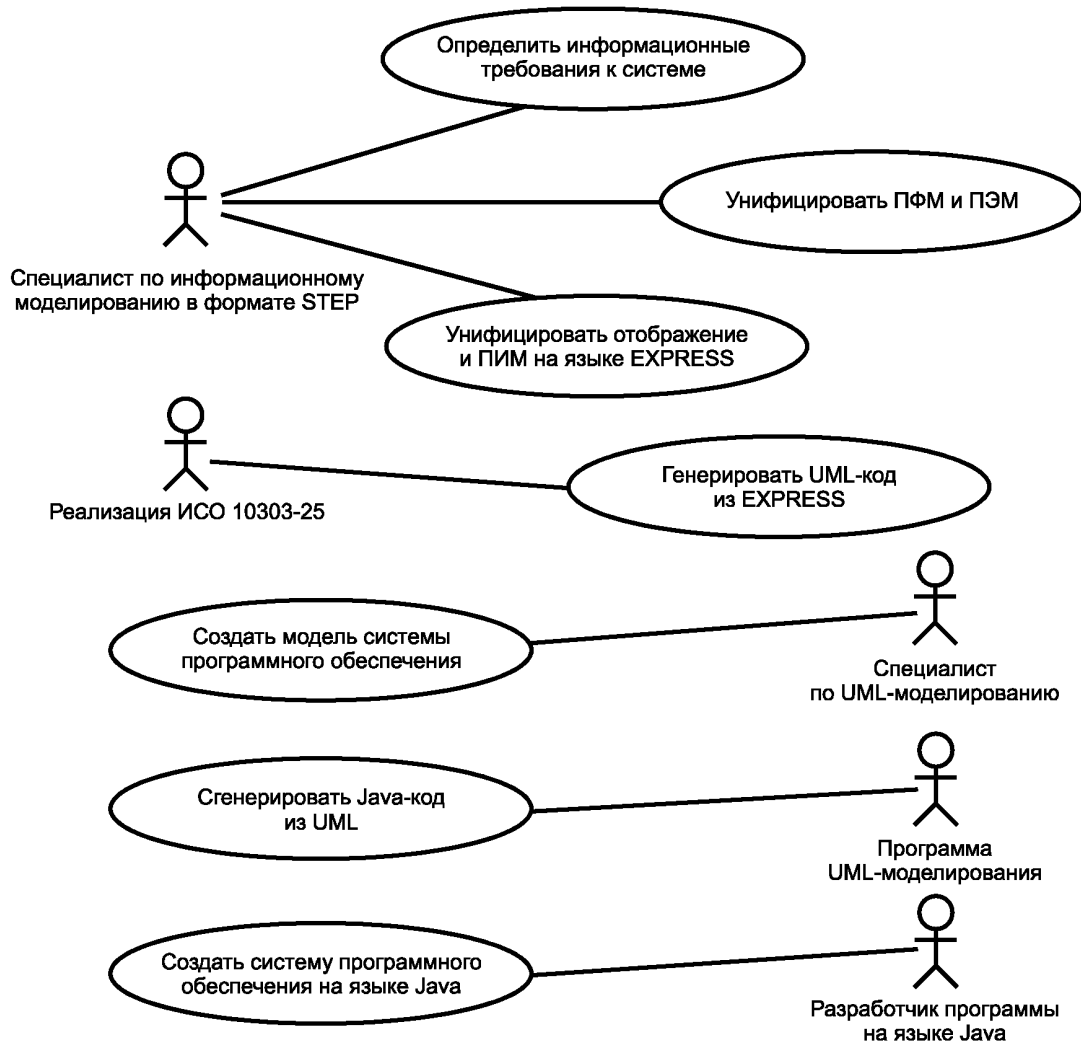 Определить информационные
требования к системе
Унифицировать ПФМ и ПЭМ
Специалист по информационному
моделированию в формате STEP
Унифицировать отображение
и ПИМ на языке EXPRESS
Реализация ИСО 10303-25
Генерировать UML-код
из EXPRESS
Создать модель системы
программного обеспечения
Специалист
по UML-моделированию
Сгенерировать Java-код
из UML
Программа
UML-моделирования
Создать систему программного
обеспечения на языке Java
Разработчик программы
на языке Java